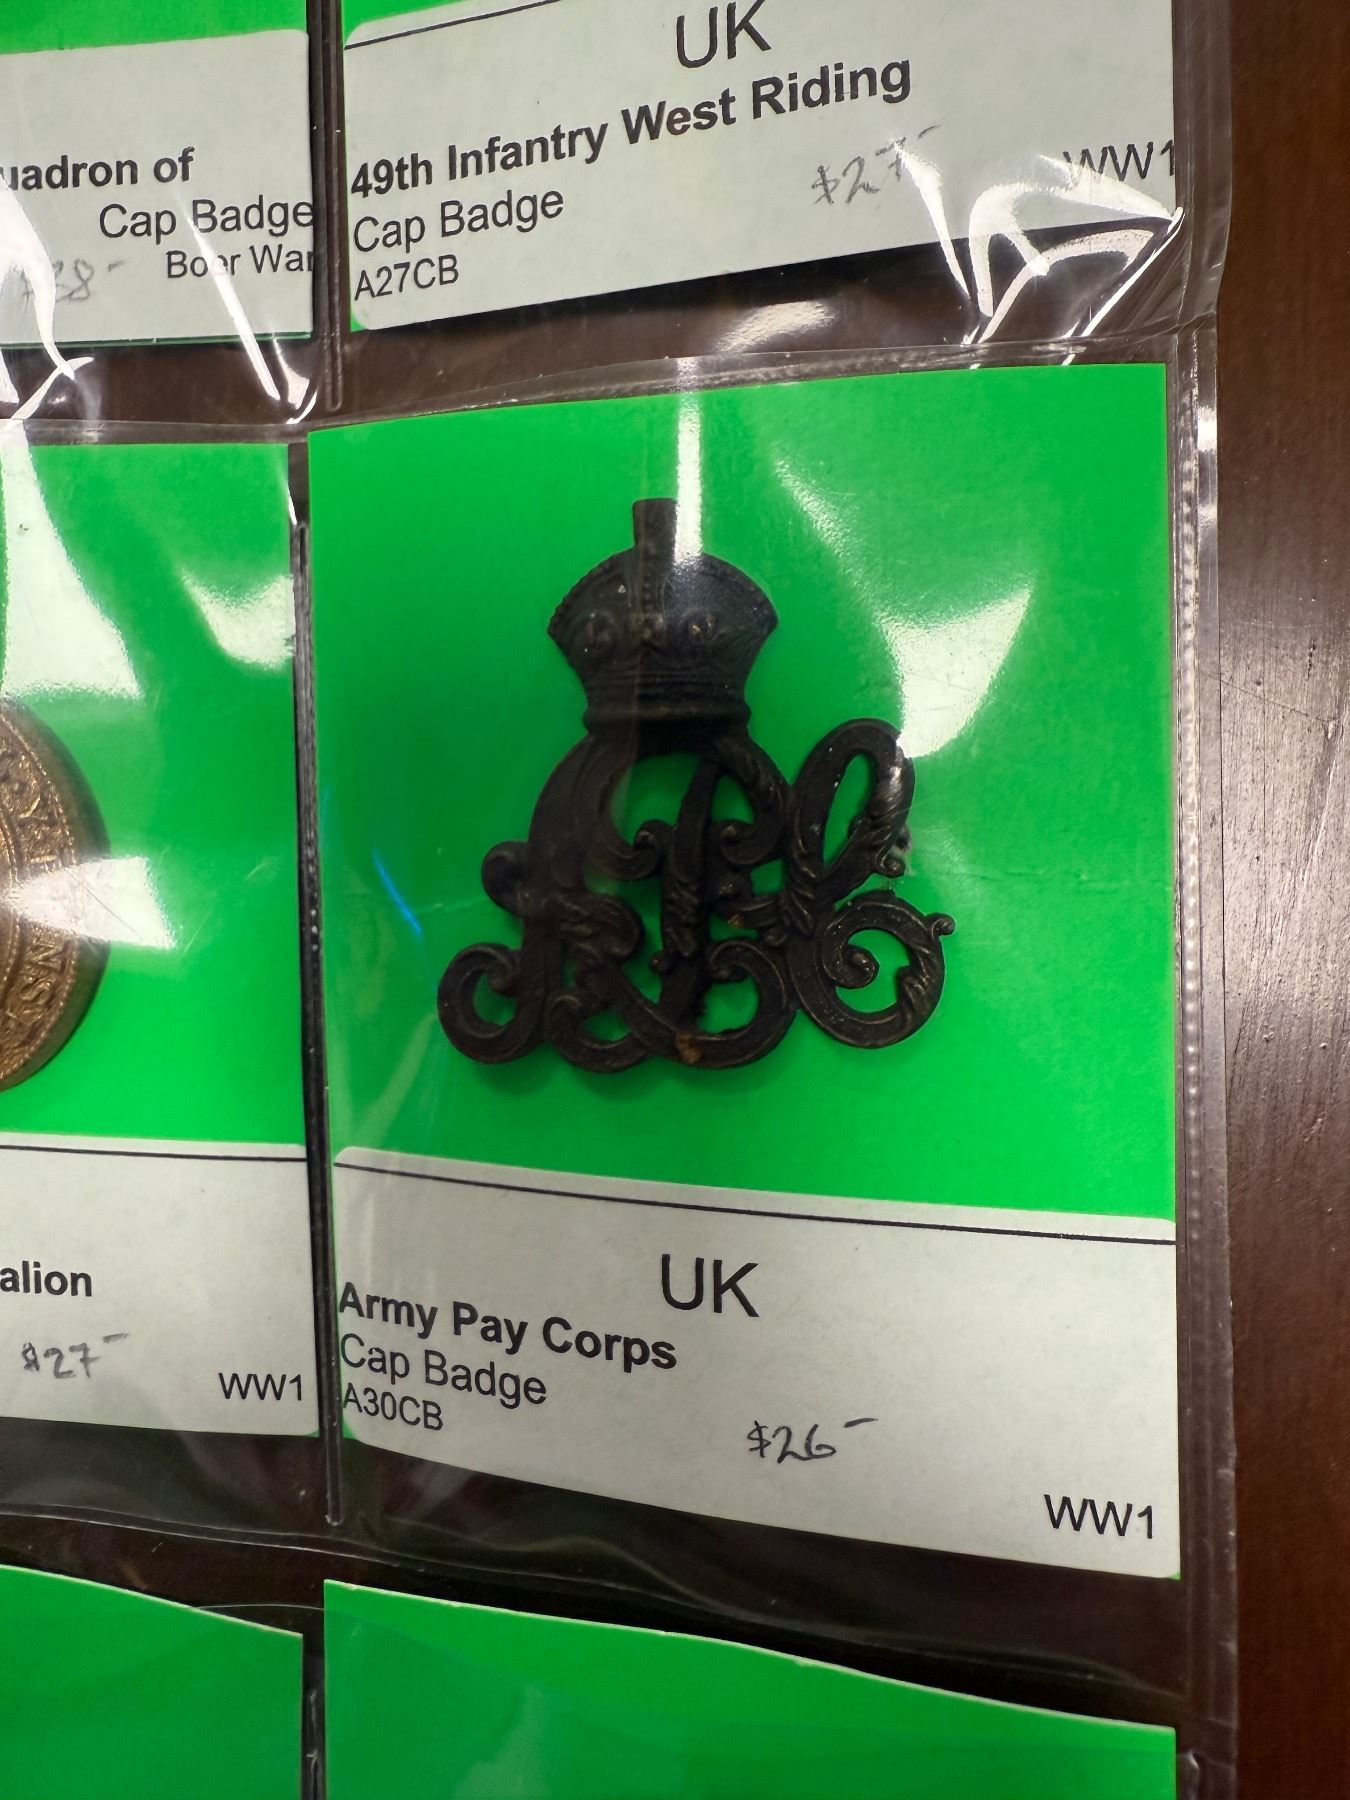 uadron of
Cap Badge
Boer War
UK
49th Infantry West Riding
$27-
WW1
Cap Badge
A27CB
alion
$27-
WW1
UK
Army Pay Corps
Cap Badge
A30CB
$26-
WW1